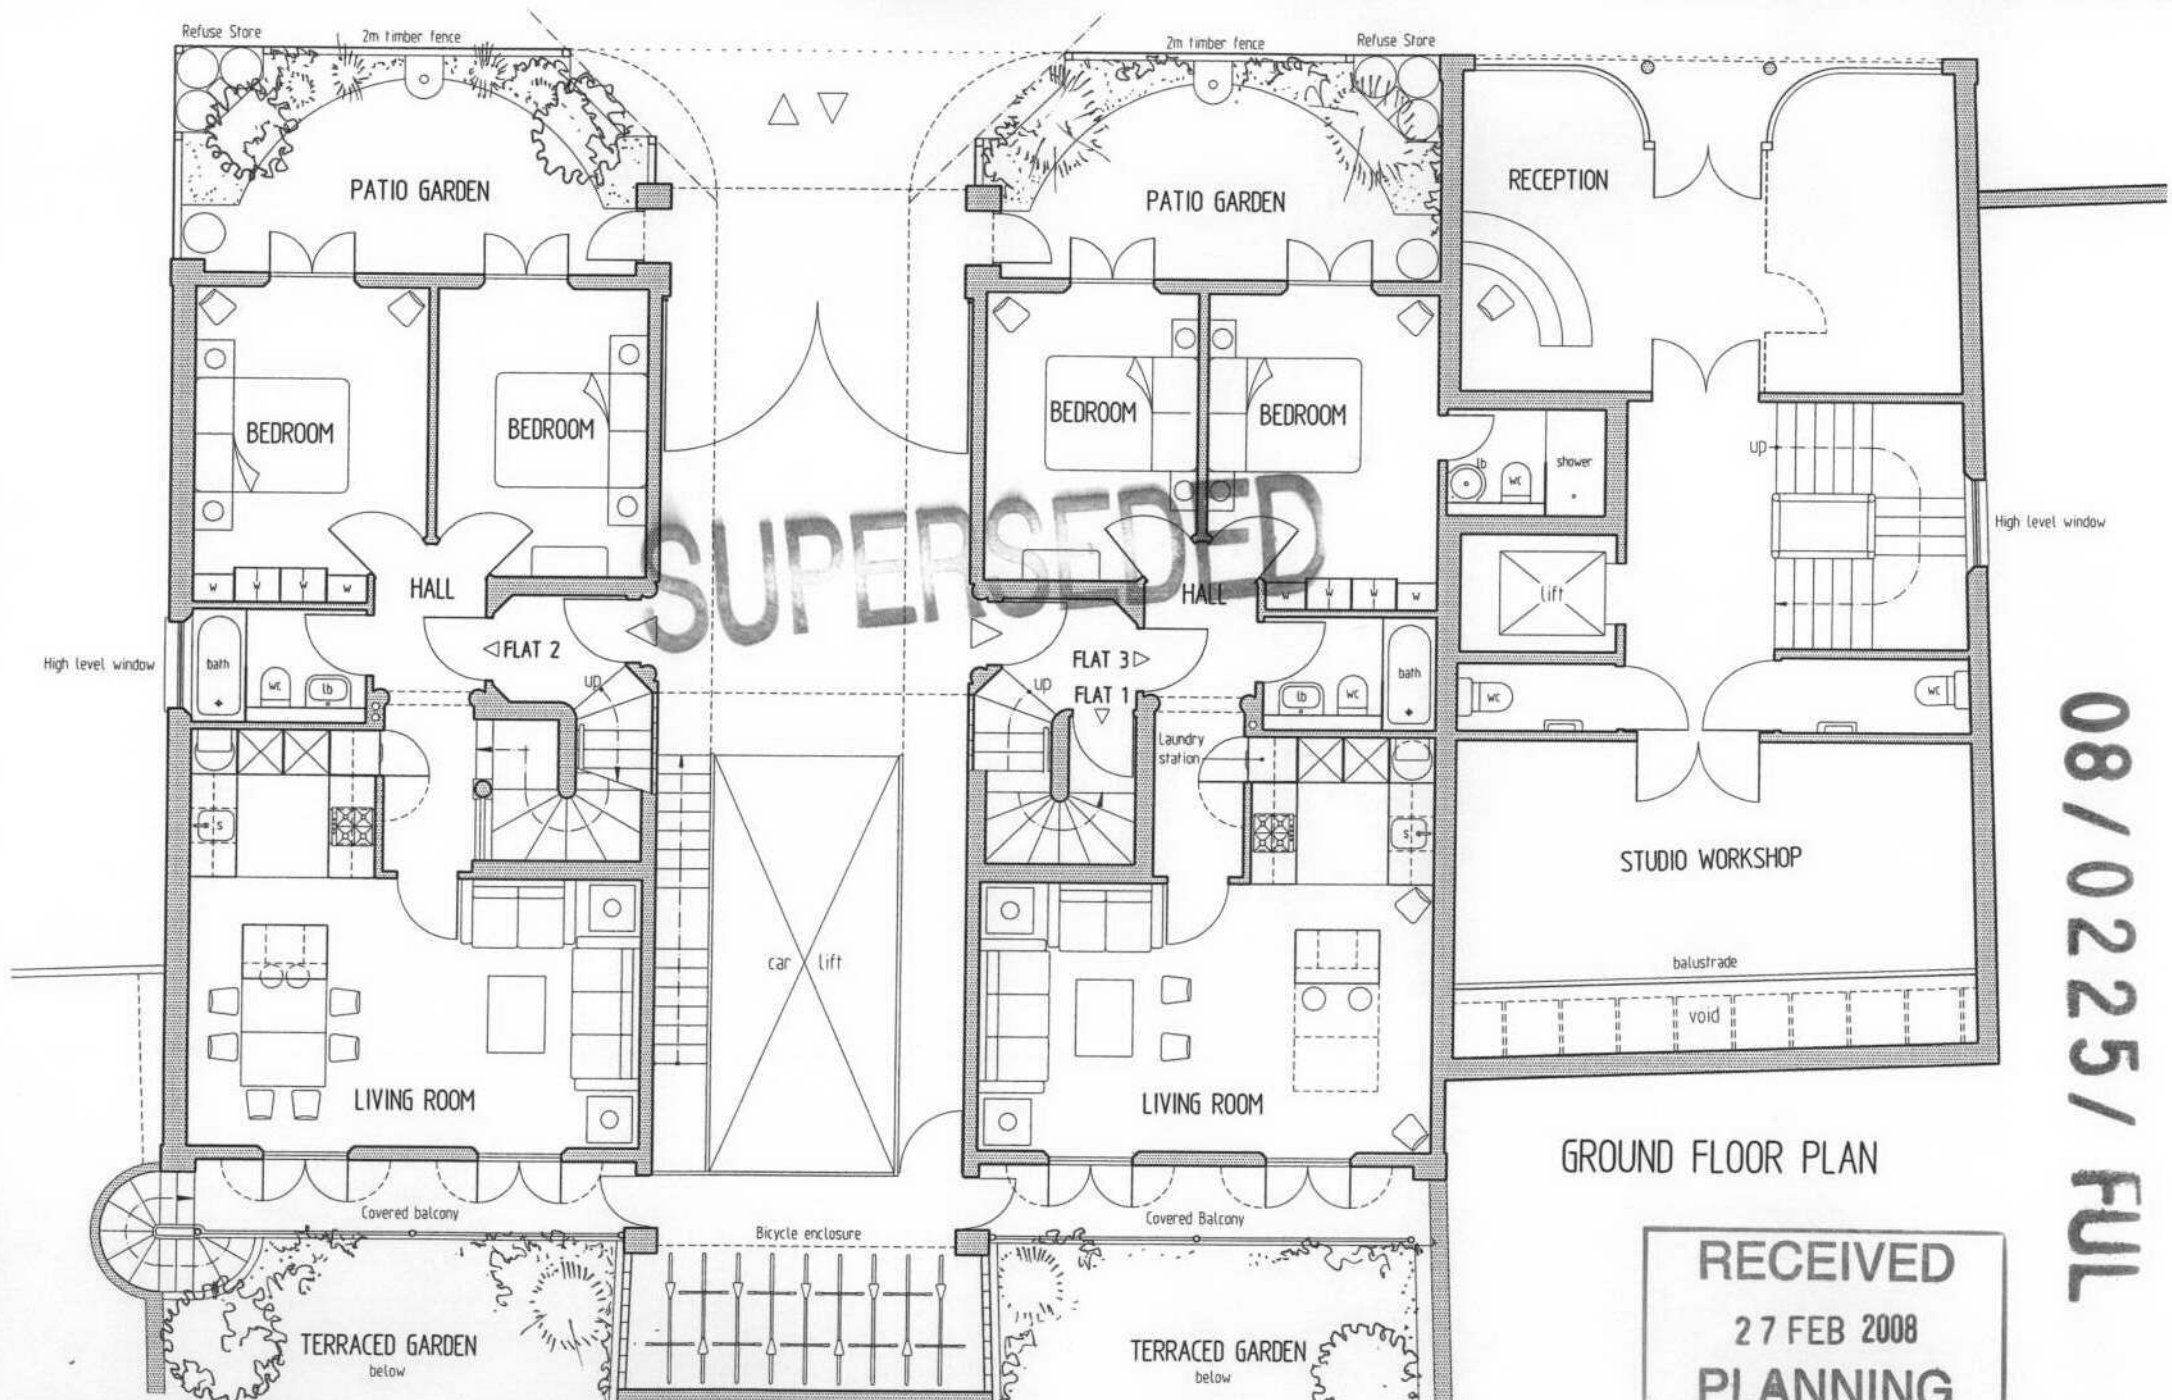 Refuse Store
2m timber fence
2m timber fence
Refuse Store
PATIO GARDEN
PATIO GARDEN
RECEPTION
BEDROOM
BEDROOM
BEDROOM
BEDROOM
lb
wc
shower
up
High level window
SUPERSEDED
HALL
HALL
lift
w
w
w
w
w
w
w
w
FLAT 2
FLAT 3
FLAT 1
High level window
bath
wc
lb
up
up
lb
wc
bath
wc
wc
Laundry
station
s
s
STUDIO WORKSHOP
car lift
balustrade
void
LIVING ROOM
LIVING ROOM
GROUND FLOOR PLAN
Covered balcony
Bicycle enclosure
Covered Balcony
TERRACED GARDEN
below
TERRACED GARDEN
below
08/0225/FUL
RECEIVED
27 FEB 2008
PLANNING